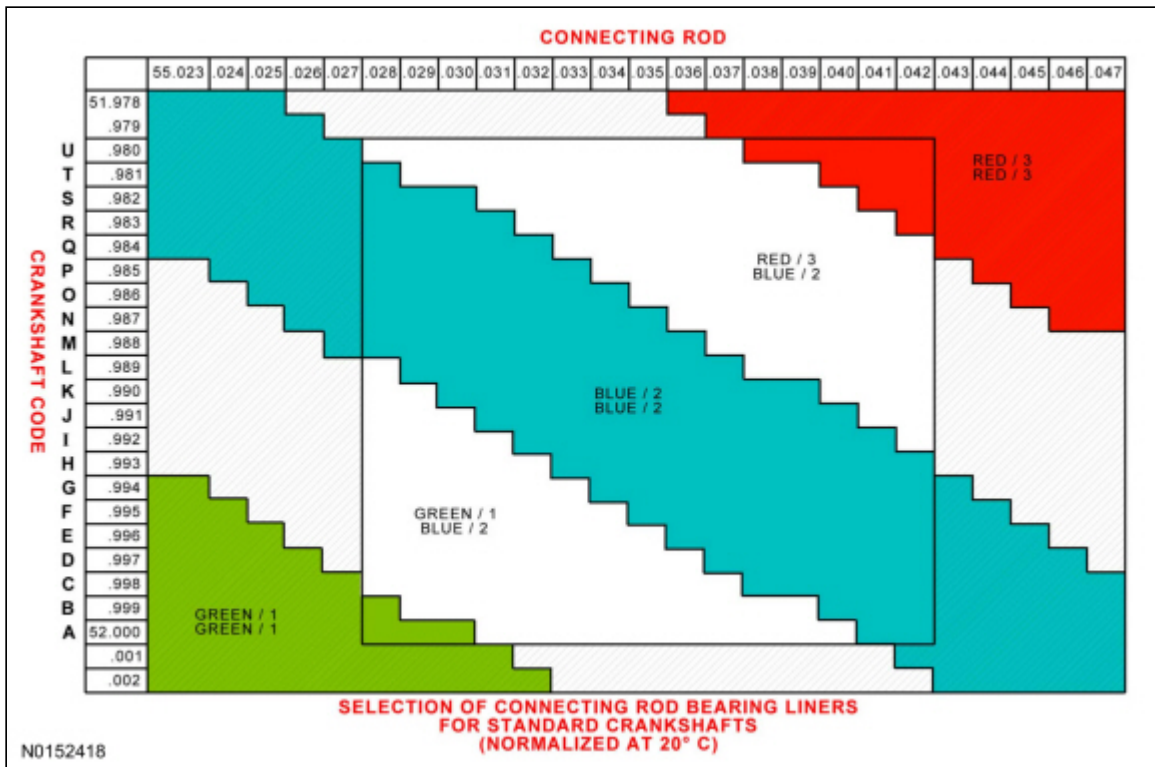 CONNECTING ROD
55.023 .024 .025 .026 .027 .028 .029 .030 .031 .032 .033 .034 .035 .036 .037 .038 .039 .040 .041 .042 .043 .044 .045 .046 .047
CRANKSHAFT CODE
51.978
.979
U .980
T .981
S .982
R .983
Q .984
P .985
O .986
N .987
M .988
L .989
K .990
J .991
I .992
H .993
G .994
F .995
E .996
D .997
C .998
B .999
A 52.000
.001
.002
RED / 3
RED / 3
RED / 3
BLUE / 2
BLUE / 2
BLUE / 2
GREEN / 1
BLUE / 2
GREEN / 1
GREEN / 1
SELECTION OF CONNECTING ROD BEARING LINERS
FOR STANDARD CRANKSHAFTS
(NORMALIZED AT 20° C)
N0152418